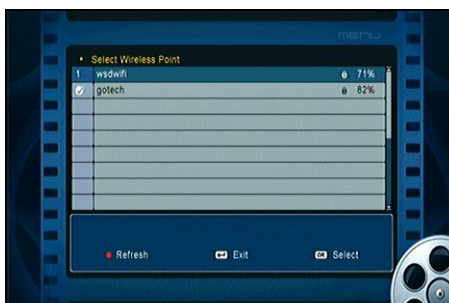 menu
Select Wireless Point
1 wsdwifi 71%
gotech 82%
Refresh Exit OK Select